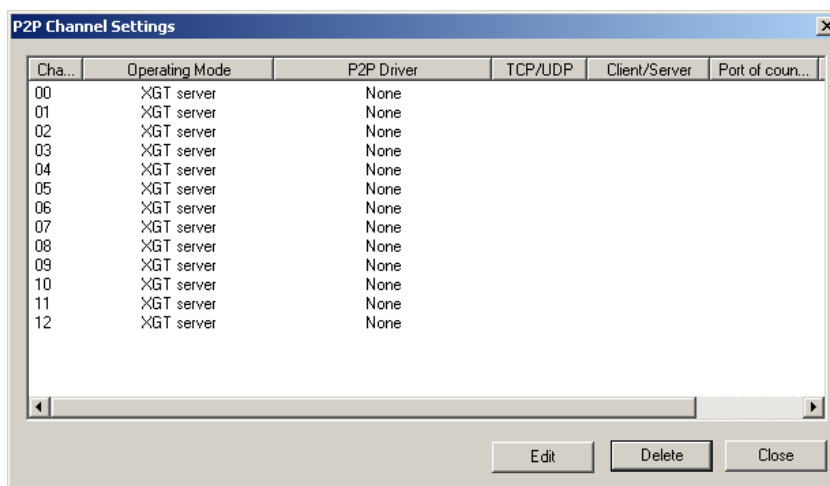 P2P Channel Settings
Cha... Operating Mode P2P Driver TCP/UDP Client/Server Port of coun...
00 XGT server None
01 XGT server None
02 XGT server None
03 XGT server None
04 XGT server None
05 XGT server None
06 XGT server None
07 XGT server None
08 XGT server None
09 XGT server None
10 XGT server None
11 XGT server None
12 XGT server None
Edit Delete Close